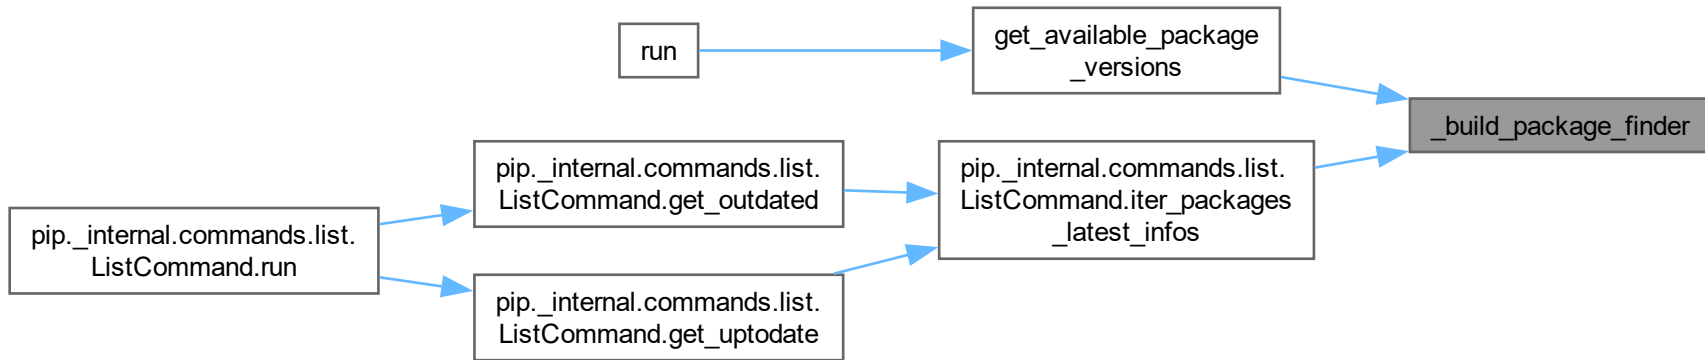 run
get_available_package
_versions
_build_package_finder
pip._internal.commands.list.
ListCommand.get_outdated
pip._internal.commands.list.
ListCommand.iter_packages
_latest_infos
pip._internal.commands.list.
ListCommand.run
pip._internal.commands.list.
ListCommand.get_uptodate